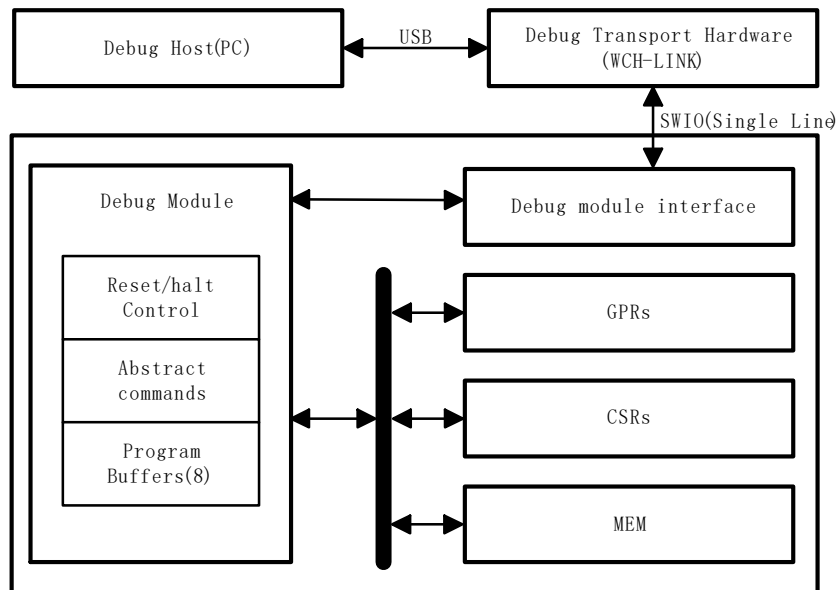 Debug Host(PC)
USB
Debug Transport Hardware
(WCH-LINK)
SWIO(Single Line)
Debug Module
Debug module interface
Reset/halt
Control
Abstract
commands
Program
Buffers(8)
GPRs
CSRs
MEM